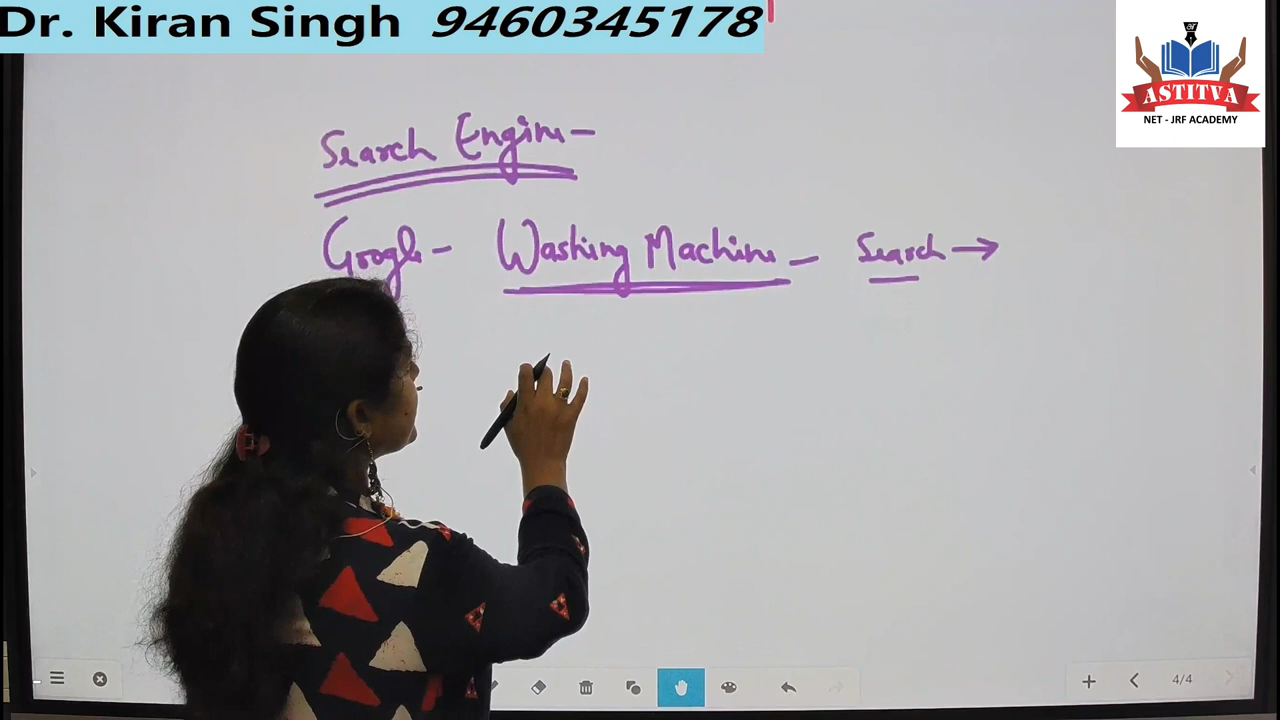 Dr. Kiran Singh 9460345178
ASTITVA
NET - JRF ACADEMY
Search Engine -
Google - Washing Machine - Search →
4/4